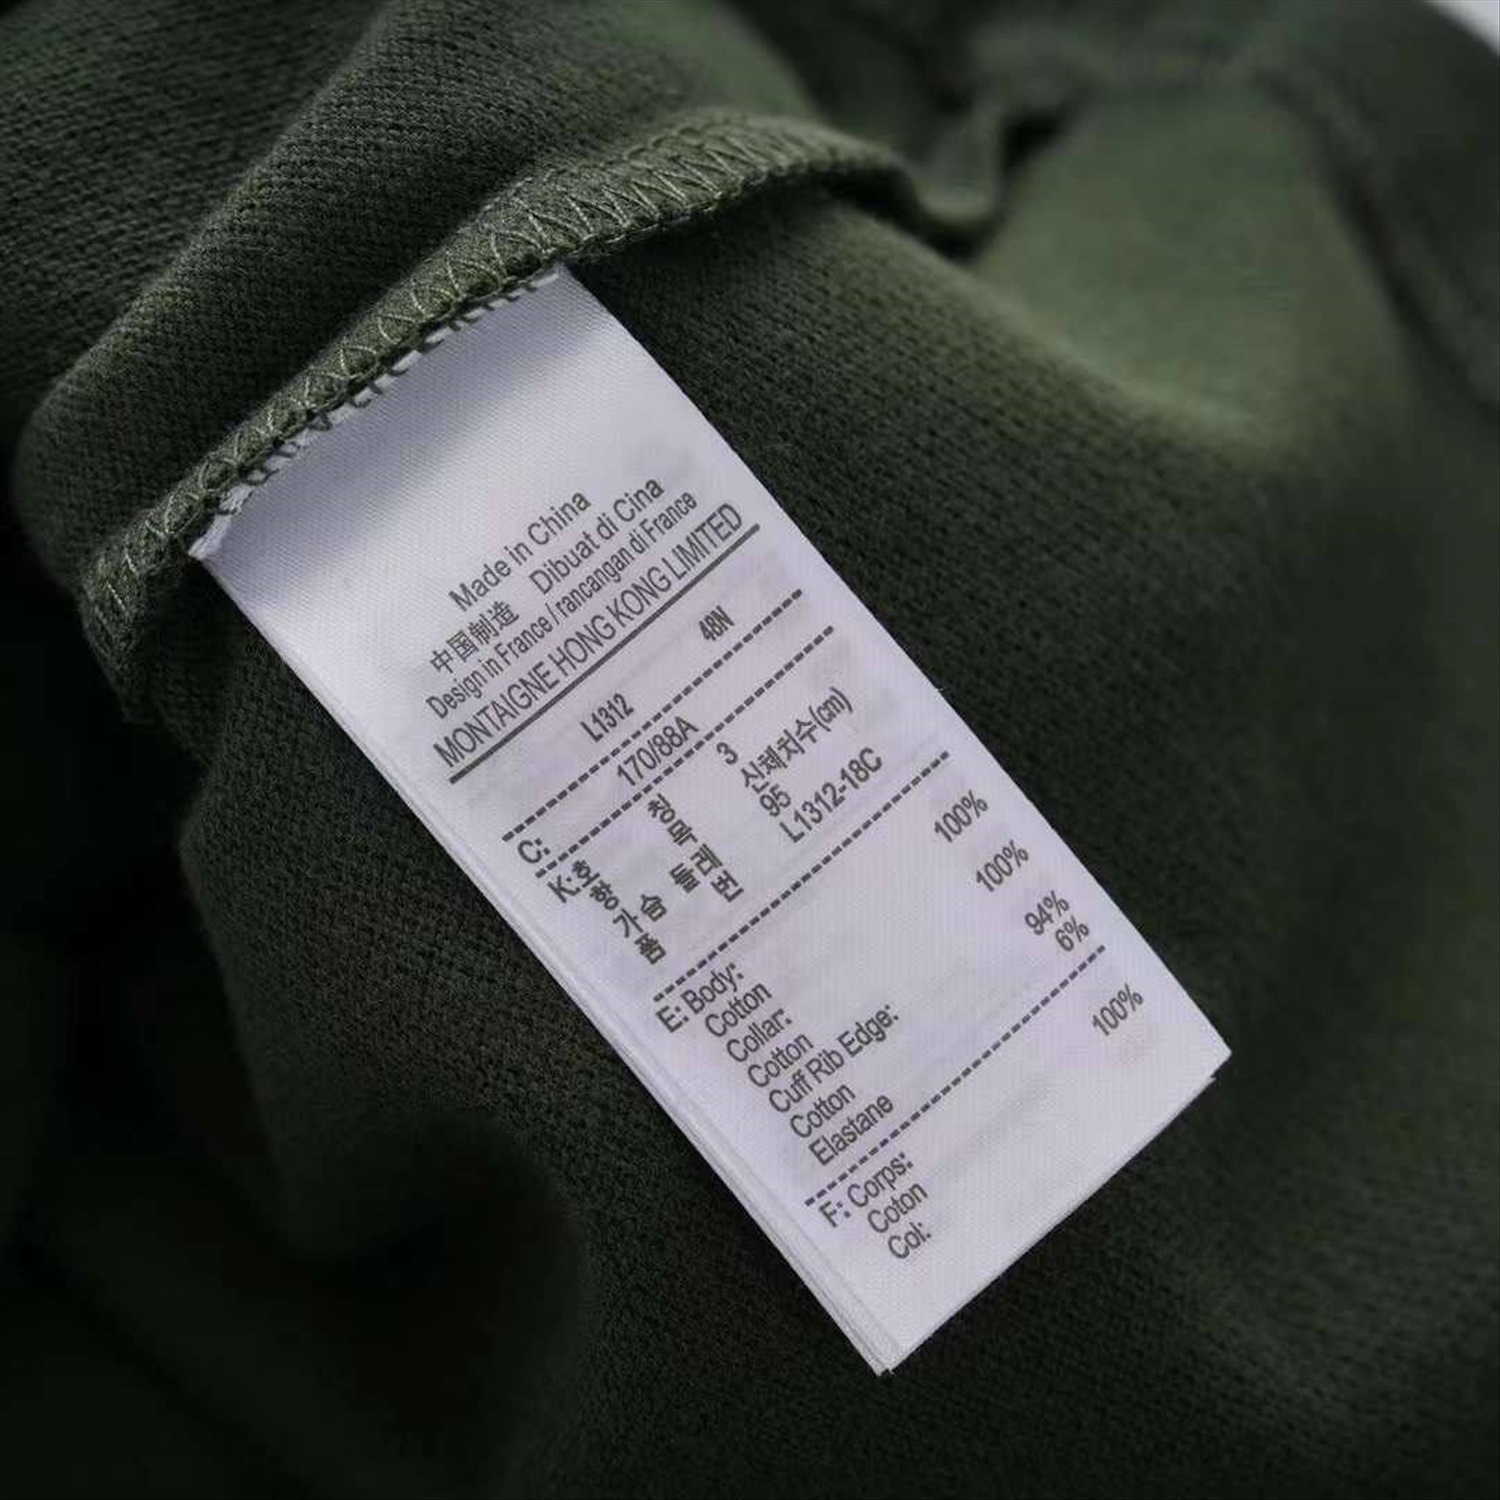 Made in China
中国制造 Dibuat di Cina
Design in France / rancangan di France
MONTAIGNE HONG KONG LIMITED
L1312 48N
C: 170/88A
K:호 칭 3
항 목 신체치수(cm)
가슴 둘레 95
품 번 L1312-18C
E: Body:
Cotton 100%
Collar:
Cotton 100%
Cuff Rib Edge:
Cotton 94%
Elastane 6%
F: Corps:
Coton 100%
Col: